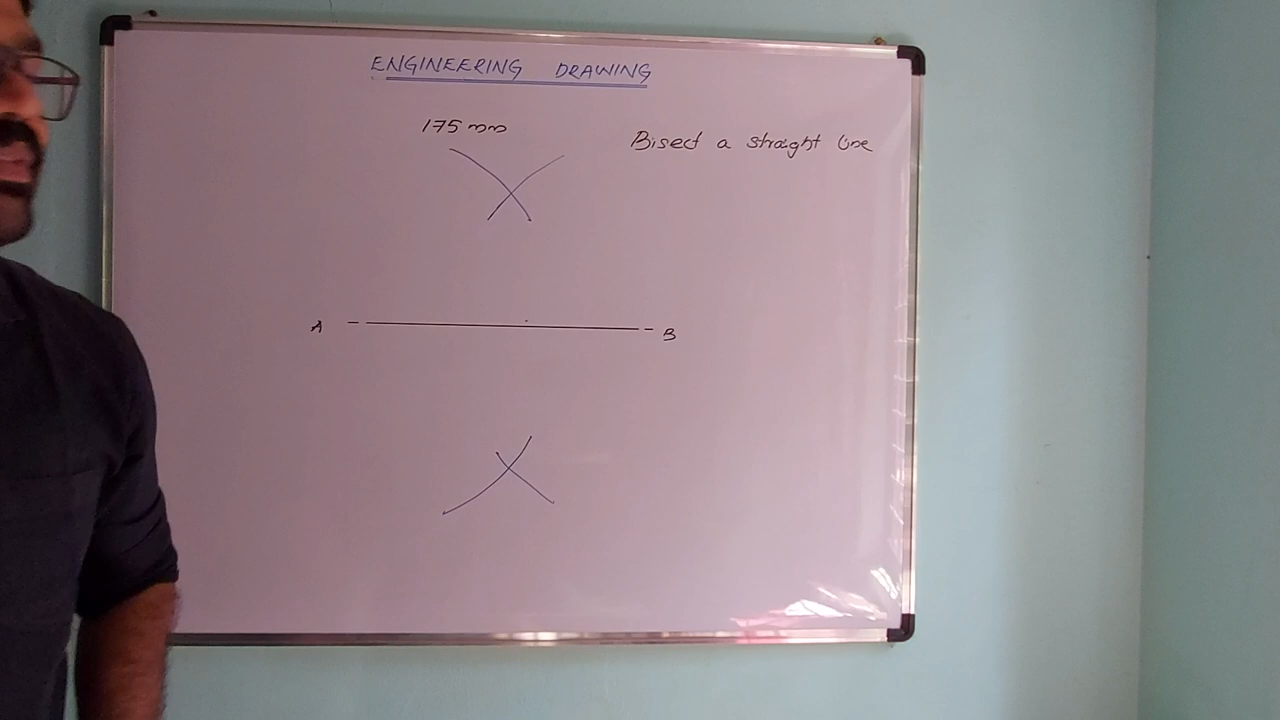 ENGINEERING DRAWING
175 mm
Bisect a straight line
A
B